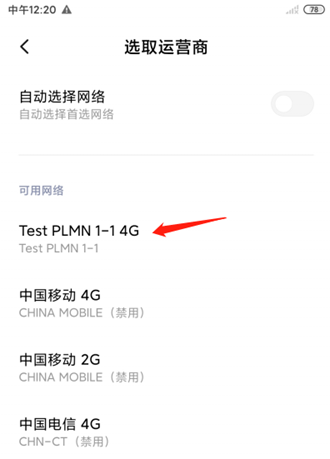 中午12:20
78
选取运营商
自动选择网络
自动选择首选网络
可用网络
Test PLMN 1-1 4G
Test PLMN 1-1
中国移动 4G
CHINA MOBILE（禁用）
中国移动 2G
CHINA MOBILE（禁用）
中国电信 4G
CHN-CT（禁用）